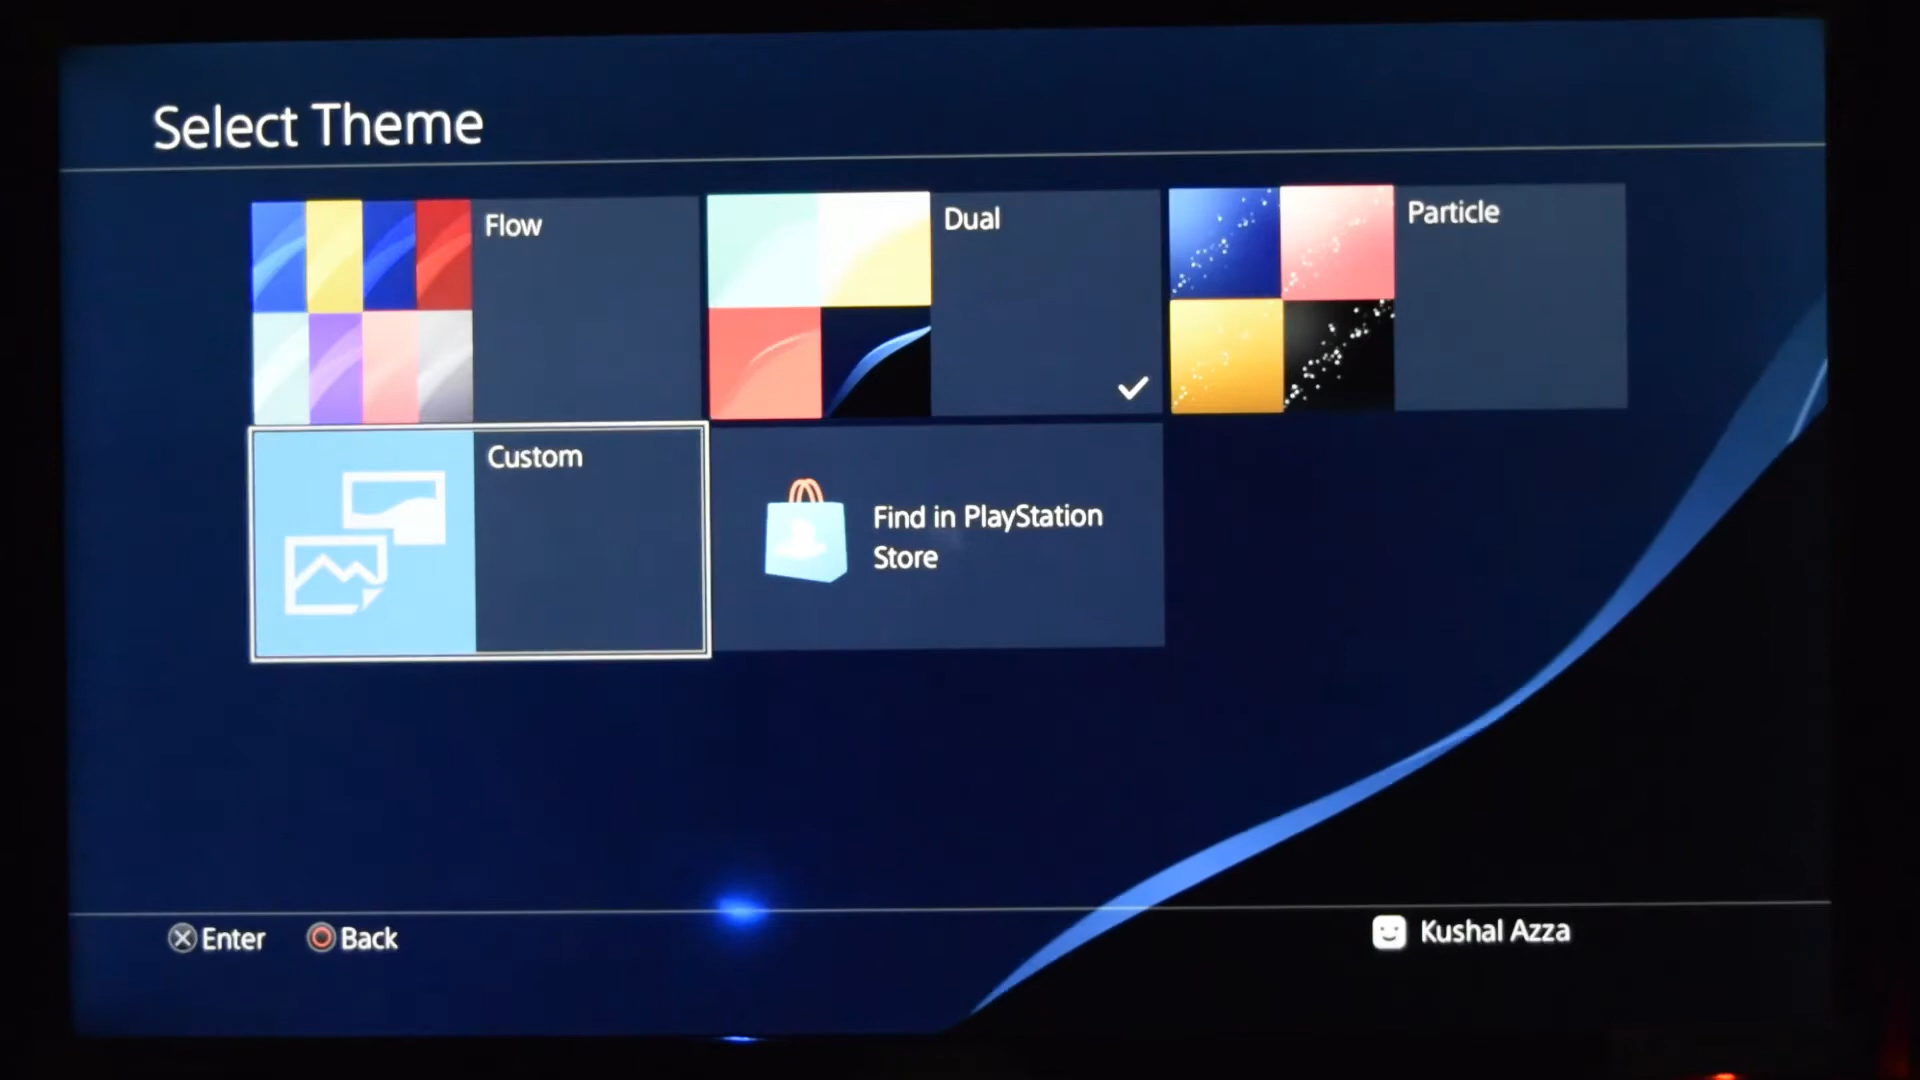 Select Theme
Flow
Dual
Particle
Custom
Find in PlayStation
Store
Enter
Back
Kushal Azza